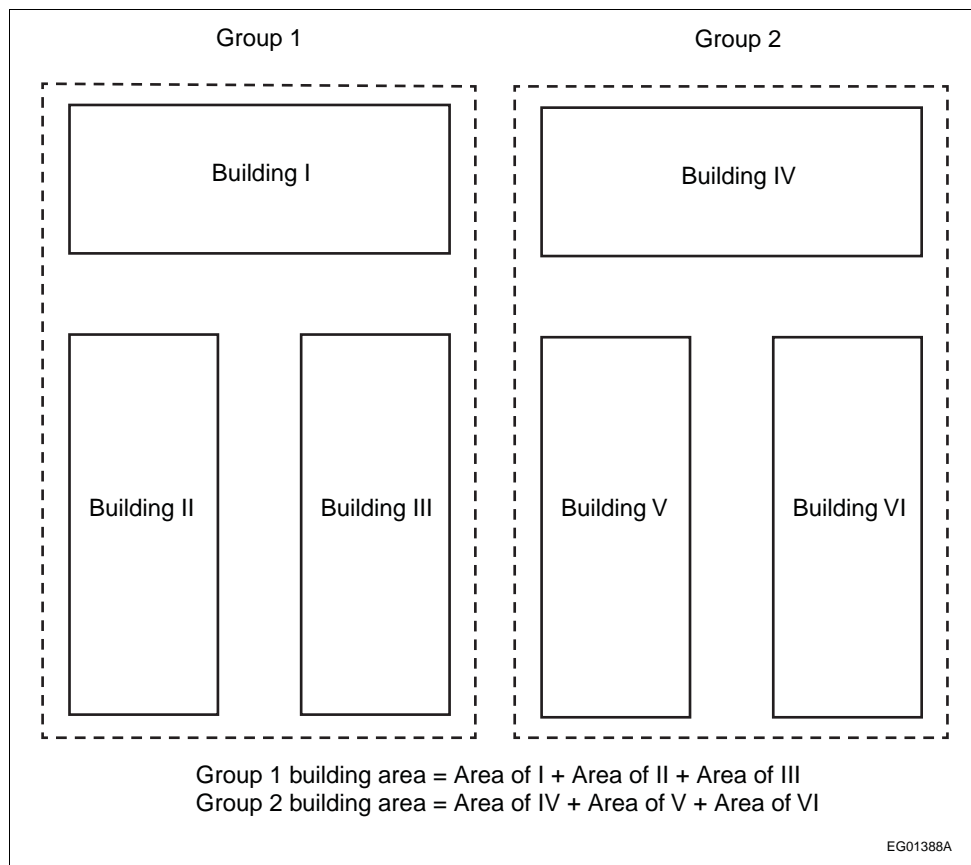 Group 1
Group 2
Building I
Building IV
Building II
Building III
Building V
Building VI
Group 1 building area = Area of I + Area of II + Area of III
Group 2 building area = Area of IV + Area of V + Area of VI
EG01388A